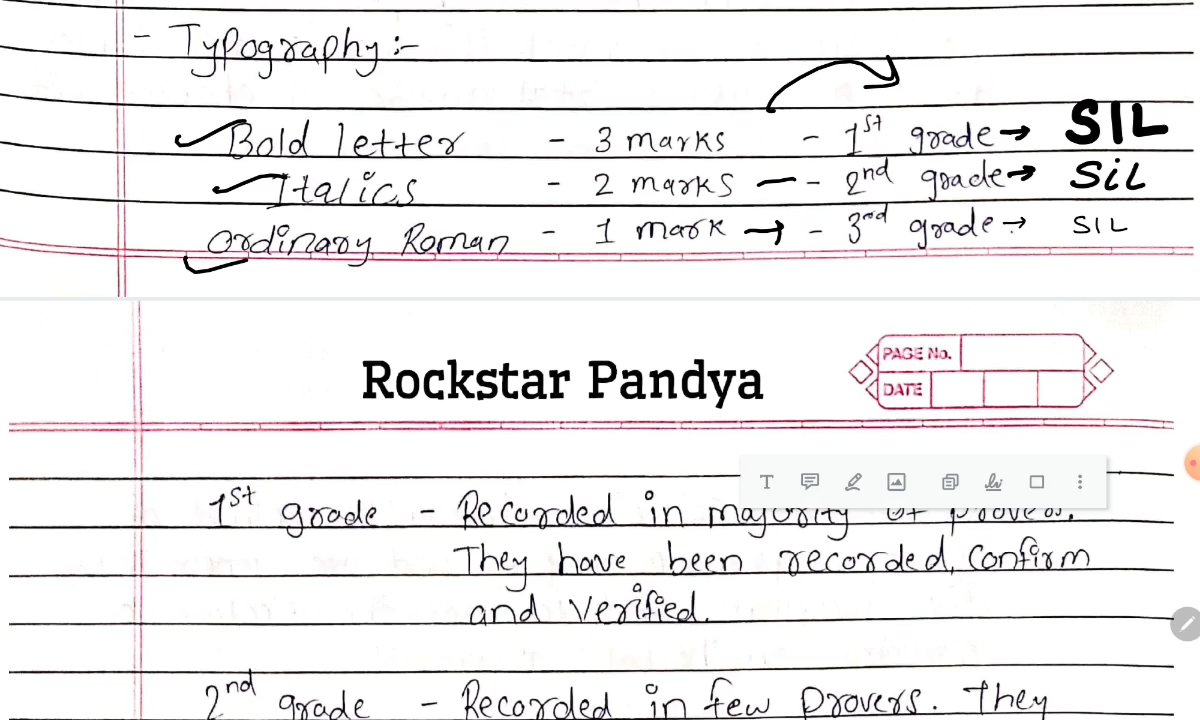 - Typography :-
Bold letter - 3 marks - 1st grade → SIL
Italics - 2 marks - 2nd grade → SiL
Ordinary Roman - 1 mark → - 3rd grade → SIL
Rockstar Pandya
PAGE No.
DATE
T
1st grade - Recorded in majority of provers.
They have been recorded, confirm
and verified.
2nd grade - Recorded in few provers. They